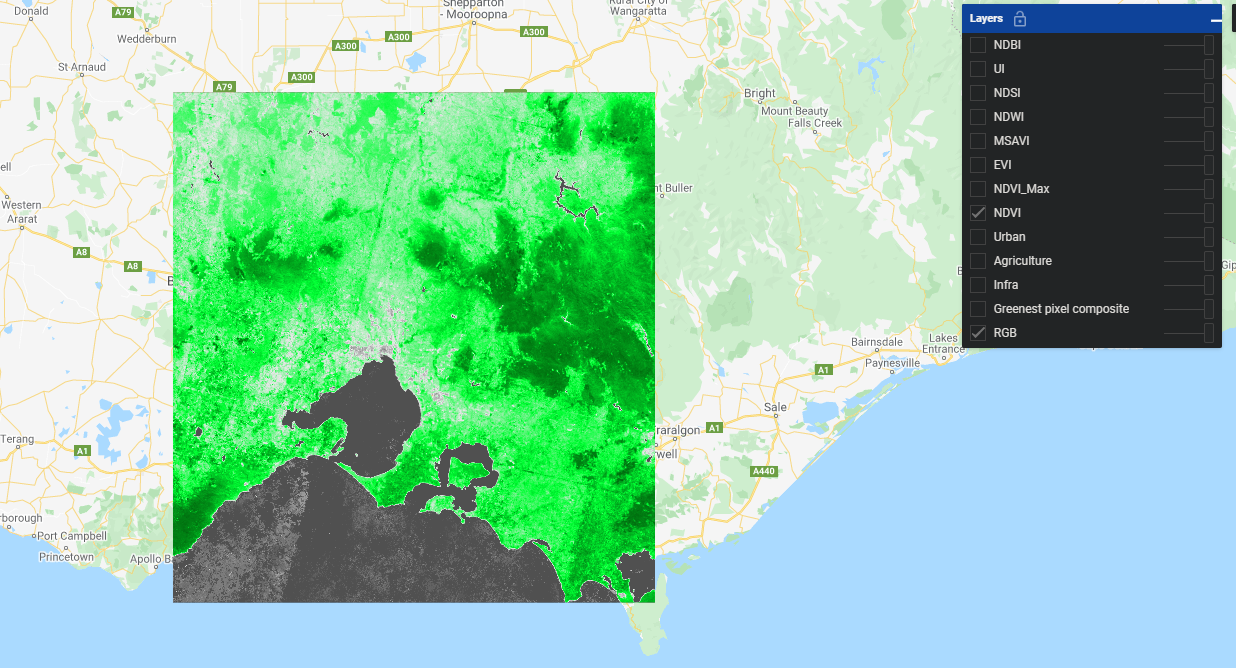 Donald
A79
Shepparton
- Mooroopna
Rural City of
Wangaratta
Wedderburn
A300
A300
A300
St Arnaud
A300
A79
Bright
Mount Beauty
Falls Creek
ell
nt Buller
Western
Ararat
A8
A8
B
Bairnsdale
Lakes
Entrance
Paynesville
A1
Sale
Terang
A1
raralgon
A1
rwell
A440
rborough
Port Campbell
Princetown
Apollo Ba
Gip
Layers
NDBI
UI
NDSI
NDWI
MSAVI
EVI
NDVI_Max
NDVI
Urban
Agriculture
Infra
Greenest pixel composite
RGB